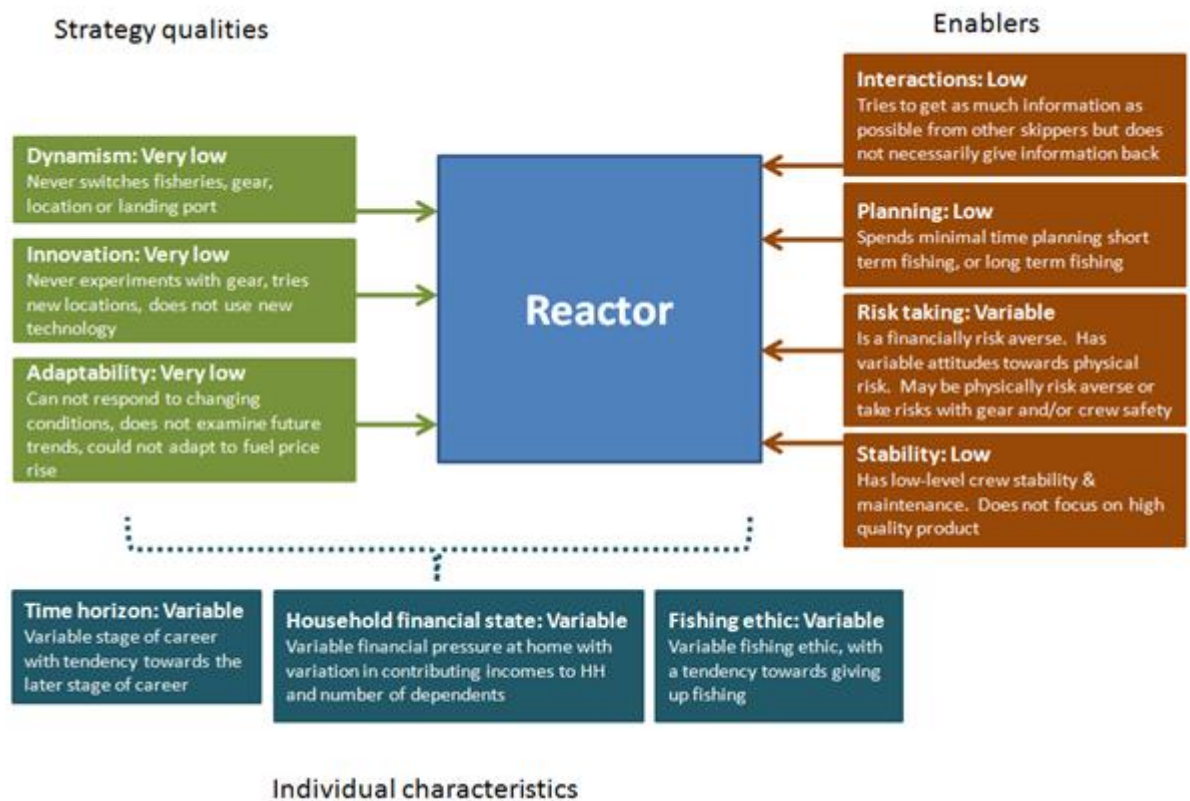 Strategy qualities
Enablers
Dynamism: Very low
Never switches fisheries, gear,
location or landing port
Innovation: Very low
Never experiments with gear, tries
new locations, does not use new
technology
Adaptability: Very low
Can not respond to changing
conditions, does not examine future
trends, could not adapt to fuel price
rise
Reactor
Interactions: Low
Tries to get as much information as
possible from other skippers but does
not necessarily give information back
Planning: Low
Spends minimal time planning short
term fishing, or long term fishing
Risk taking: Variable
Is a financially risk averse. Has
variable attitudes towards physical
risk. May be physically risk averse or
take risks with gear and/or crew safety
Stability: Low
Has low-level crew stability &
maintenance. Does not focus on high
quality product
Time horizon: Variable
Variable stage of career
with tendency towards the
later stage of career
Household financial state: Variable
Variable financial pressure at home with
variation in contributing incomes to HH
and number of dependents
Fishing ethic: Variable
Variable fishing ethic, with
a tendency towards giving
up fishing
Individual characteristics